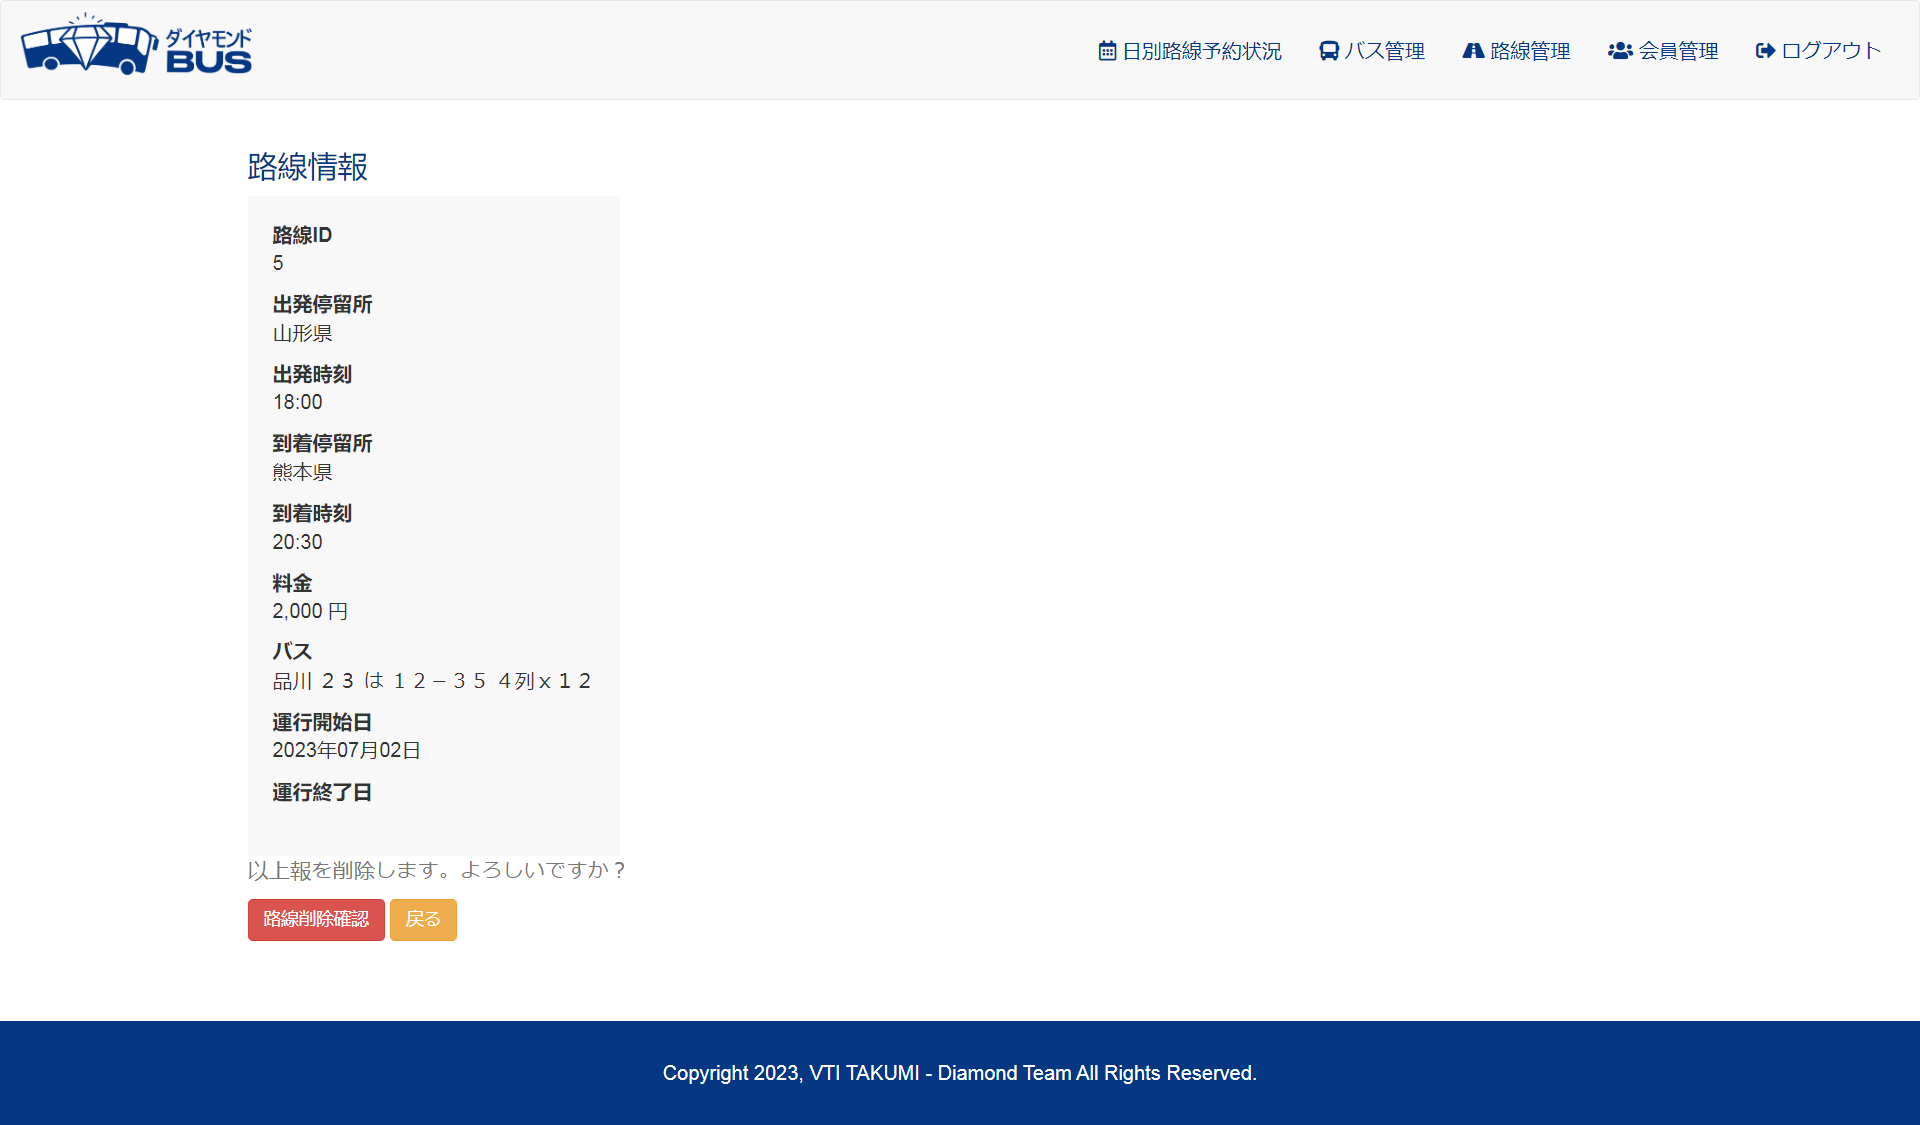 ダイヤモンド
BUS
日別路線予約状況 バス管理 路線管理 会員管理 ログアウト
路線情報
路線ID
5
出発停留所
山形県
出発時刻
18:00
到着停留所
熊本県
到着時刻
20:30
料金
2,000 円
バス
品川 ２３ は １２－３５ ４列ｘ１２
運行開始日
2023年07月02日
運行終了日
以上報を削除します。よろしいですか？
路線削除確認 戻る
Copyright 2023, VTI TAKUMI - Diamond Team All Rights Reserved.